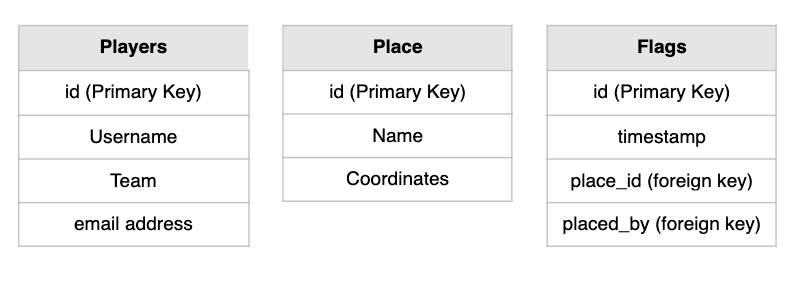 Players
id (Primary Key)
Username
Team
email address
Place
id (Primary Key)
Name
Coordinates
Flags
id (Primary Key)
timestamp
place_id (foreign key)
placed_by (foreign key)